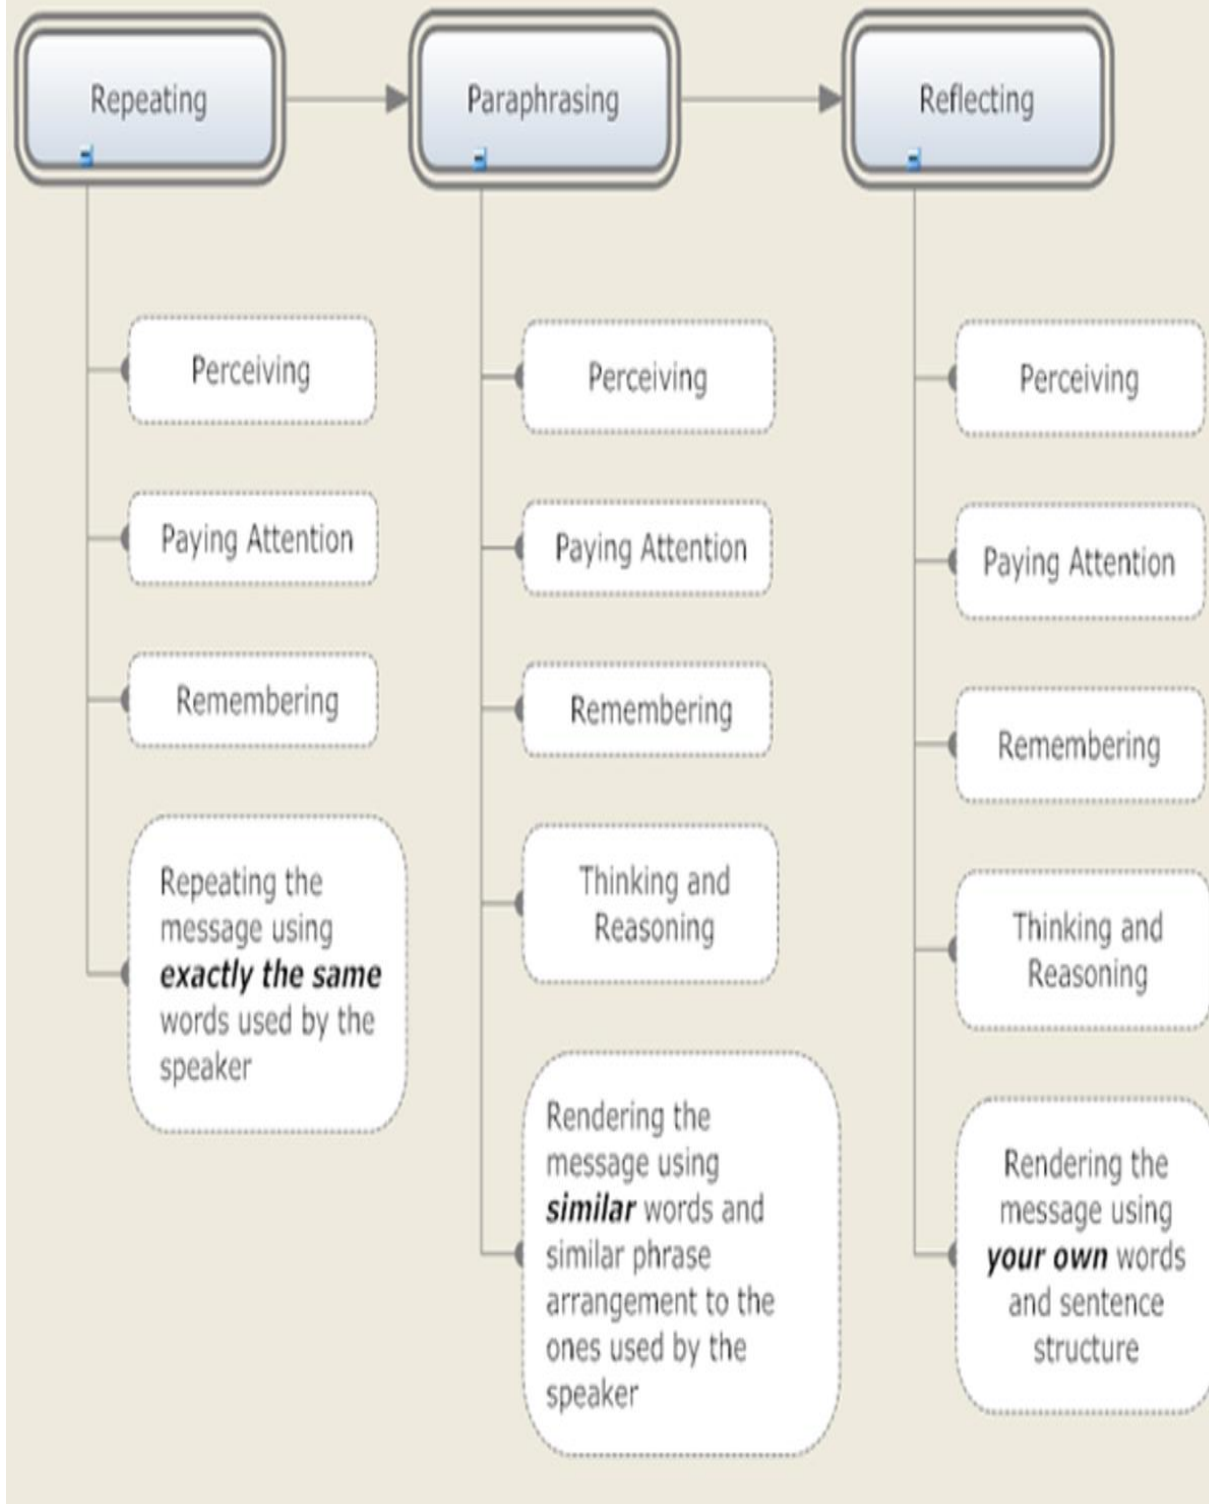 Repeating
Perceiving
Paying Attention
Remembering
Repeating the
message using
exactly the same
words used by the
speaker
Paraphrasing
Perceiving
Paying Attention
Remembering
Thinking and
Reasoning
Rendering the
message using
similar words and
similar phrase
arrangement to the
ones used by the
speaker
Reflecting
Perceiving
Paying Attention
Remembering
Thinking and
Reasoning
Rendering the
message using
your own words
and sentence
structure